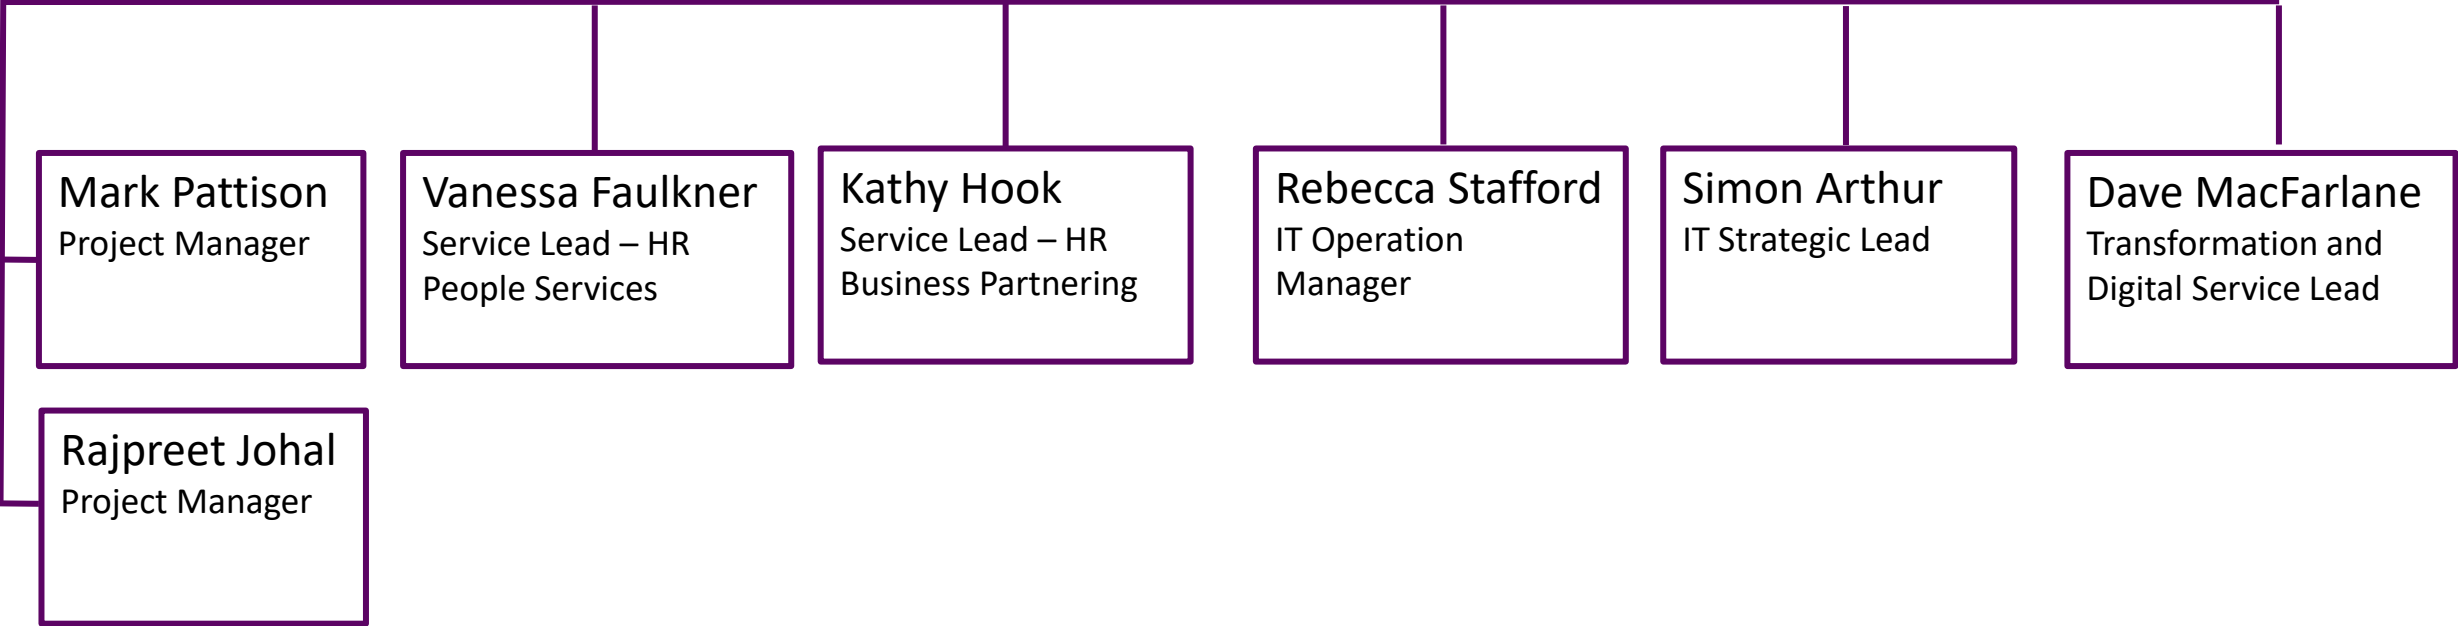 Mark Pattison
Project Manager
Vanessa Faulkner
Service Lead – HR
People Services
Kathy Hook
Service Lead – HR
Business Partnering
Rebecca Stafford
IT Operation
Manager
Simon Arthur
IT Strategic Lead
Dave MacFarlane
Transformation and
Digital Service Lead
Rajpreet Johal
Project Manager